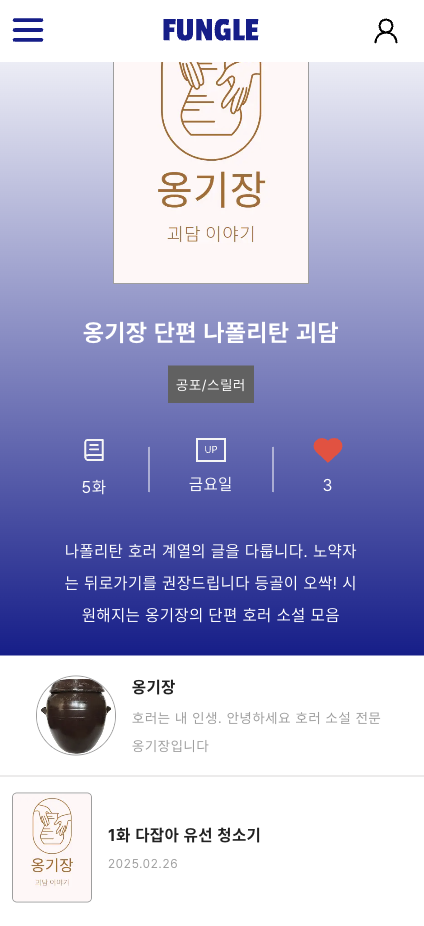 FUNGLE
옹기장
괴담 이야기
옹기장 단편 나폴리탄 괴담
공포/스릴러
UP
5화
금요일
3
나폴리탄 호러 계열의 글을 다룹니다. 노약자
는 뒤로가기를 권장드립니다 등골이 오싹! 시
원해지는 옹기장의 단편 호러 소설 모음
옹기장
호러는 내 인생. 안녕하세요 호러 소설 전문
옹기장입니다
옹기장
괴담 이야기
1화 다잡아 유선 청소기
2025.02.26